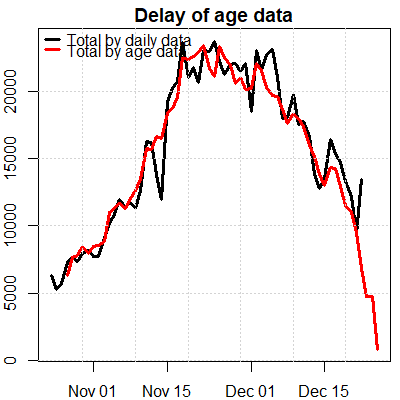 Delay of age data
Total by daily data
Total by age data
20000
15000
10000
5000
0
Nov 01 Nov 15 Dec 01 Dec 15